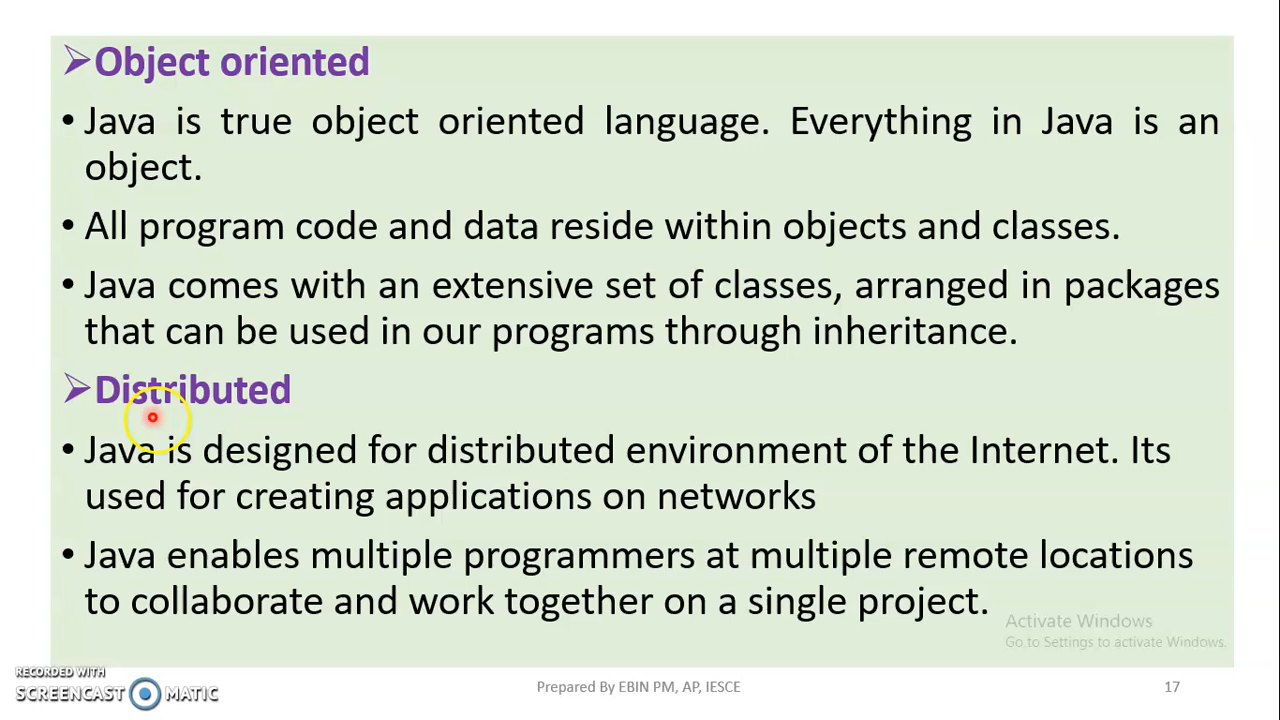 ➢Object oriented
• Java is true object oriented language. Everything in Java is an
object.
• All program code and data reside within objects and classes.
• Java comes with an extensive set of classes, arranged in packages
that can be used in our programs through inheritance.
➢Distributed
• Java is designed for distributed environment of the Internet. Its
used for creating applications on networks
• Java enables multiple programmers at multiple remote locations
to collaborate and work together on a single project.
Activate Windows
Go to Settings to activate Windows.
RECORDED WITH
SCREENCAST MATIC
Prepared By EBIN PM, AP, IESCE
17